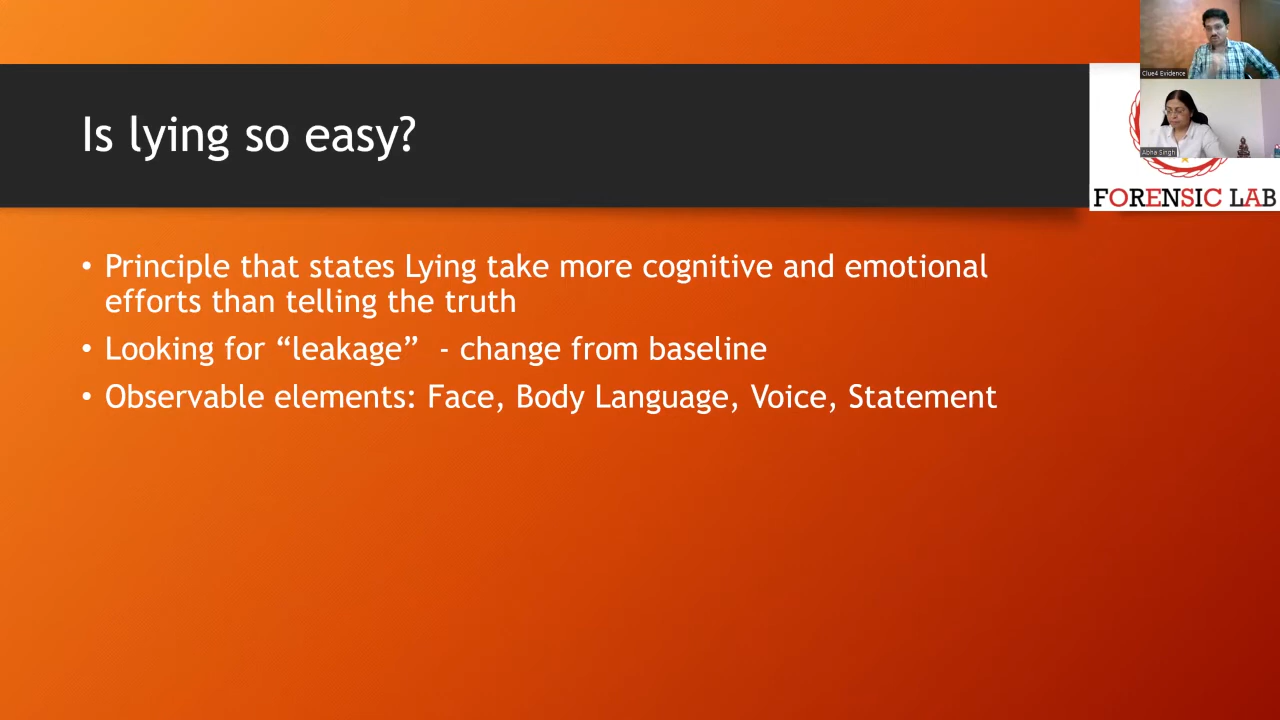 Clue4 Evidence
Is lying so easy?
Abha Singh
FORENSIC LAB
• Principle that states Lying take more cognitive and emotional
efforts than telling the truth
• Looking for “leakage” - change from baseline
• Observable elements: Face, Body Language, Voice, Statement